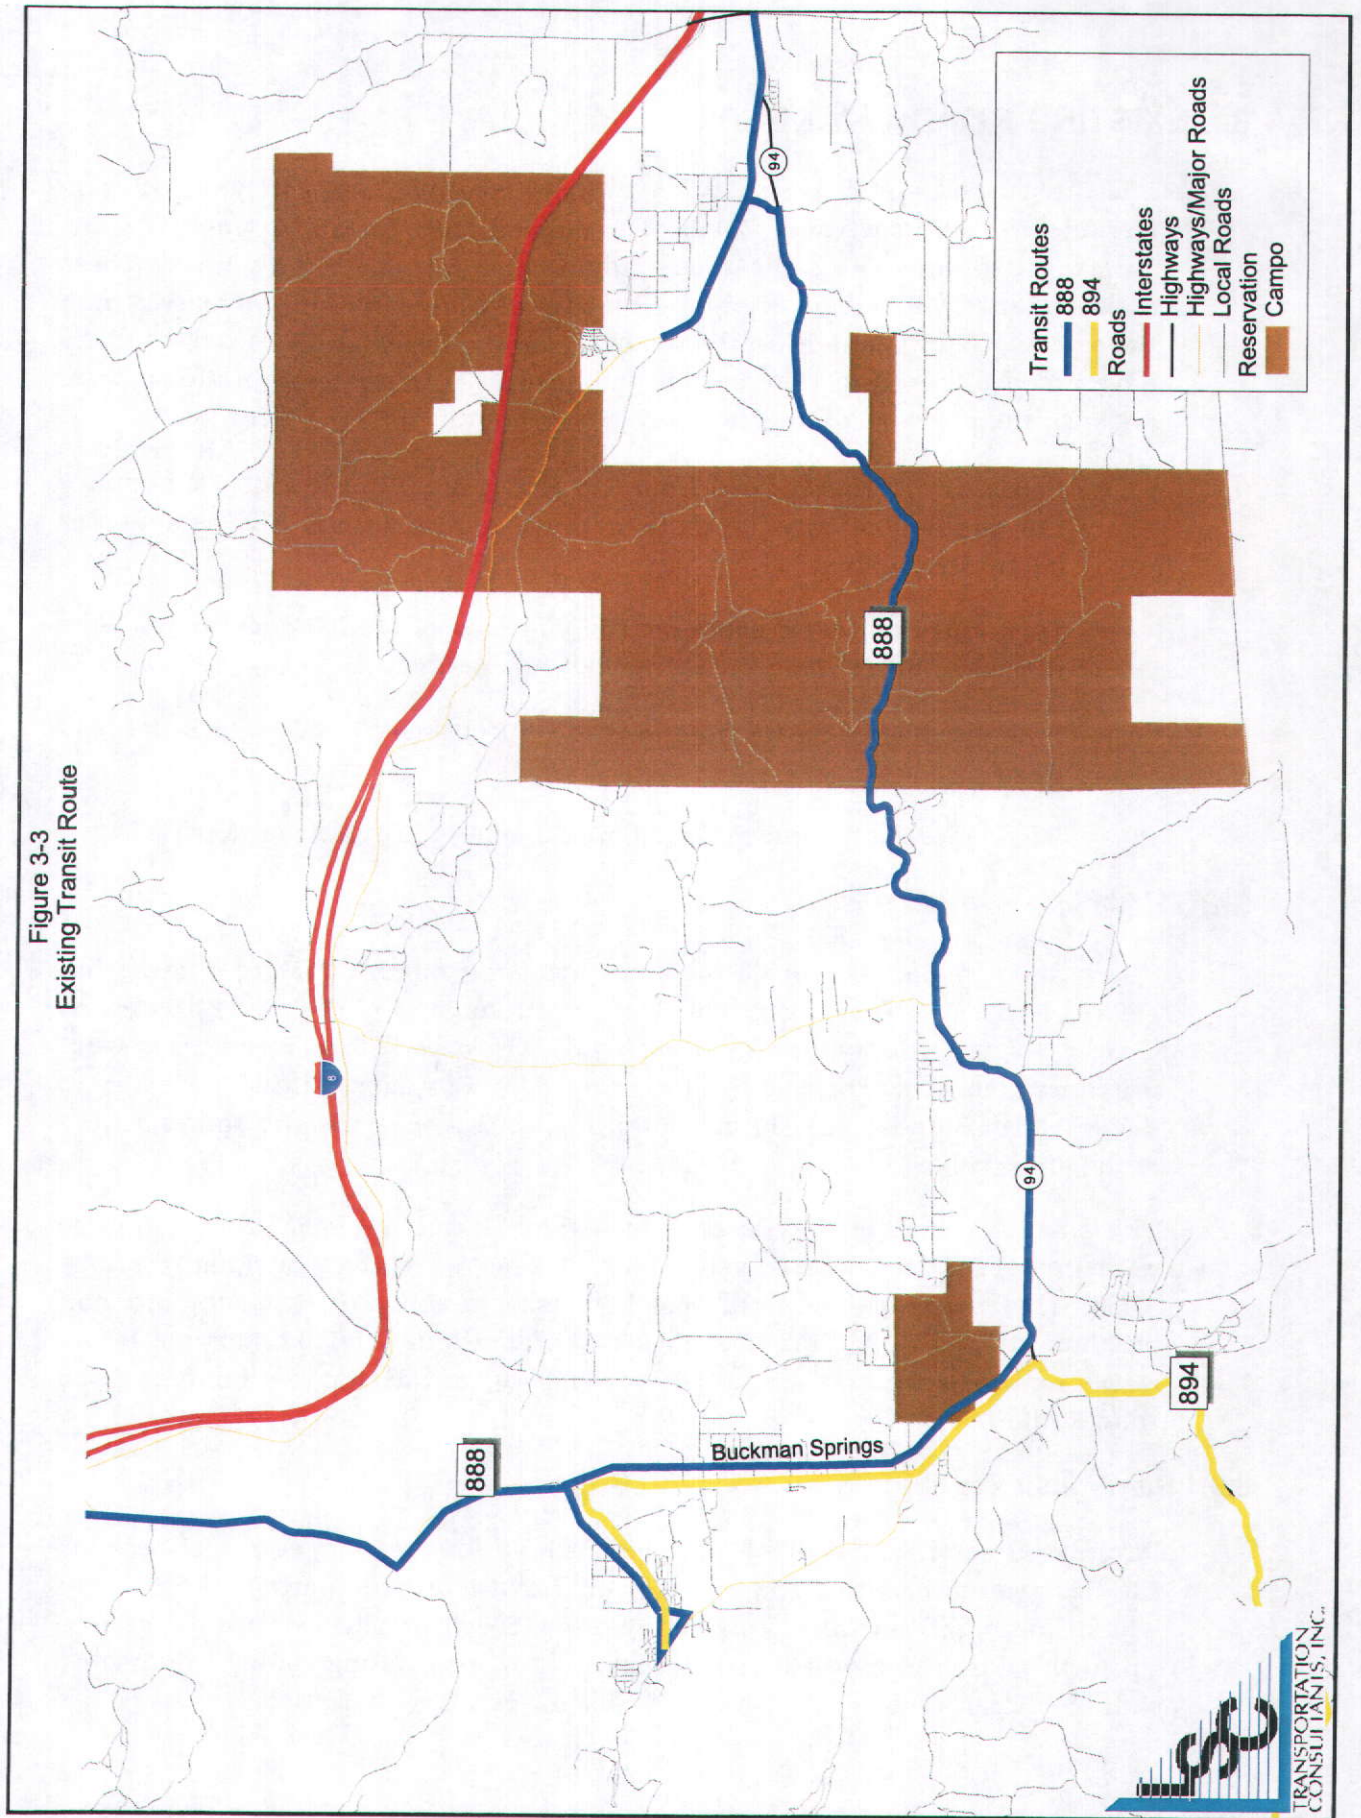 Figure 3-3
Existing Transit Route
8
94
888
94
Buckman Springs
888
894
Transit Routes
888
894
Roads
Interstates
Highways
Highways/Major Roads
Local Roads
Reservation
Campo
LSC
TRANSPORTATION
CONSULTANTS, INC.